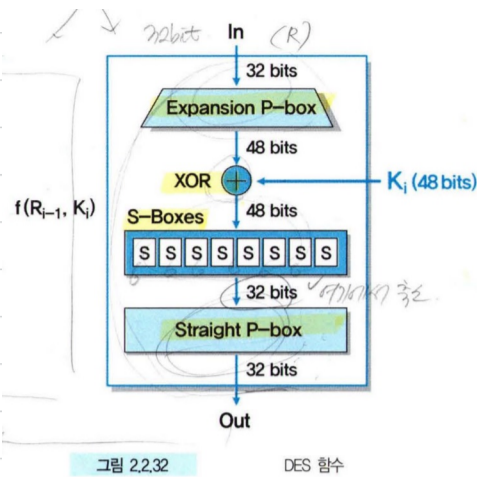 32bit In (R)
32 bits
Expansion P-box
48 bits
XOR + Kᵢ (48 bits)
f(Rᵢ₋₁, Kᵢ)
48 bits
S-Boxes
S S S S S S S S
32 bits 여기에서 축소.
Straight P-box
32 bits
Out
그림 2.2.32 DES 함수